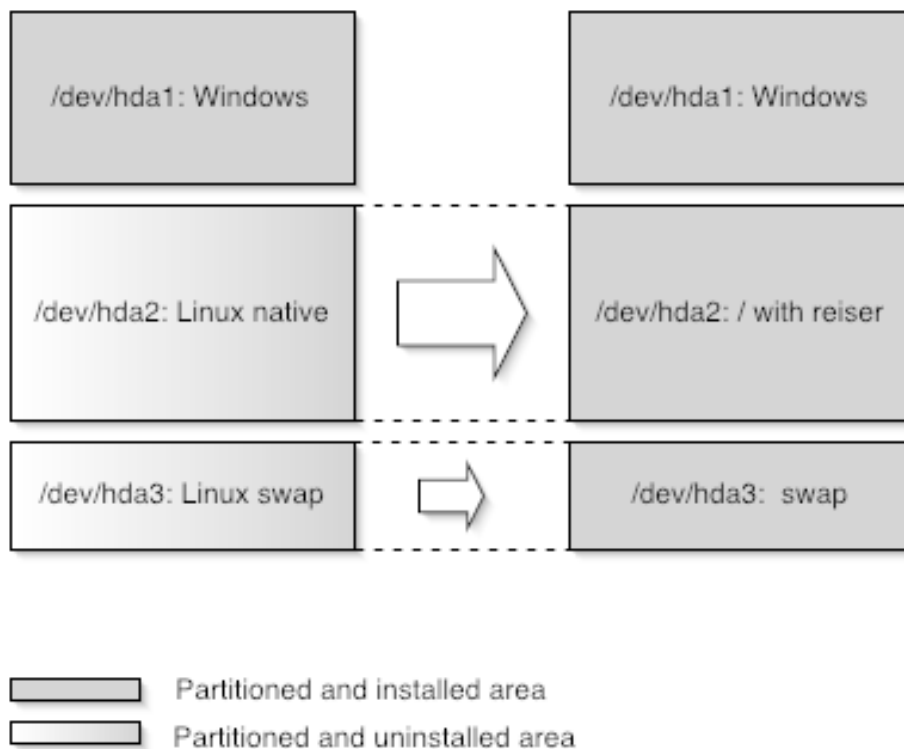 /dev/hda1: Windows
/dev/hda1: Windows
/dev/hda2: Linux native
/dev/hda2: / with reiser
/dev/hda3: Linux swap
/dev/hda3: swap
Partitioned and installed area
Partitioned and uninstalled area